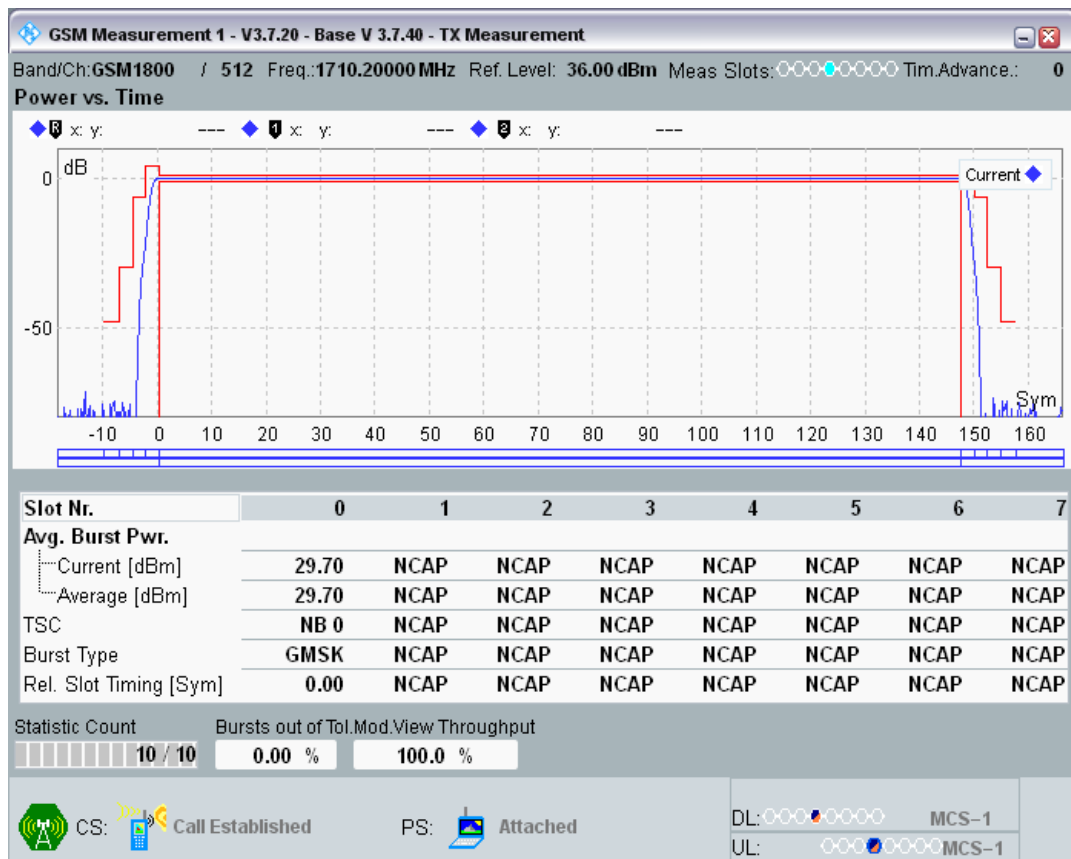 GSM Measurement 1 - V3.7.20 - Base V 3.7.40 - TX Measurement
Band/Ch:GSM1800 / 512 Freq.:1710.20000 MHz Ref. Level: 36.00 dBm Meas Slots: Tim.Advance.: 0
Power vs. Time
R x: y: --- 1 x: y: --- 2 x: y: ---
dB
0
Current
-50
Sym
-10 0 10 20 30 40 50 60 70 80 90 100 110 120 130 140 150 160
Slot Nr. 0 1 2 3 4 5 6 7
Avg. Burst Pwr.
Current [dBm] 29.70 NCAP NCAP NCAP NCAP NCAP NCAP NCAP
Average [dBm] 29.70 NCAP NCAP NCAP NCAP NCAP NCAP NCAP
TSC NB 0 NCAP NCAP NCAP NCAP NCAP NCAP NCAP
Burst Type GMSK NCAP NCAP NCAP NCAP NCAP NCAP NCAP
Rel. Slot Timing [Sym] 0.00 NCAP NCAP NCAP NCAP NCAP NCAP NCAP
Statistic Count Bursts out of Tol.Mod.View Throughput
10 / 10 0.00 % 100.0 %
CS: Call Established PS: Attached
DL: MCS-1
UL: MCS-1